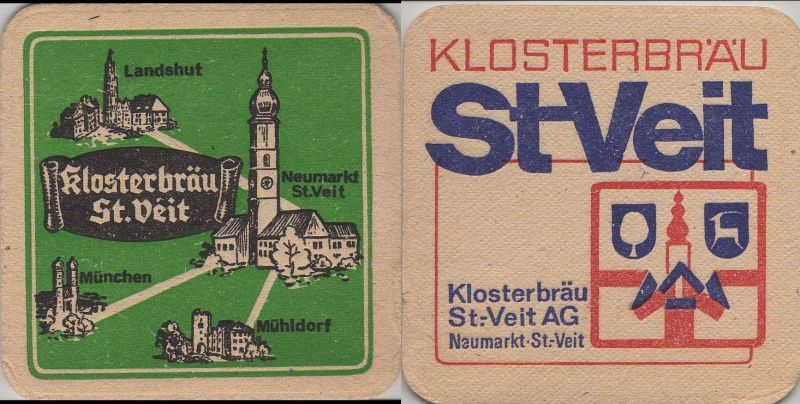 Landshut
Klosterbräu
St. Veit
Neumarkt
St. Veit
München
Mühldorf
KLOSTERBRÄU
St-Veit
Klosterbräu
St.-Veit AG
Neumarkt-St.-Veit